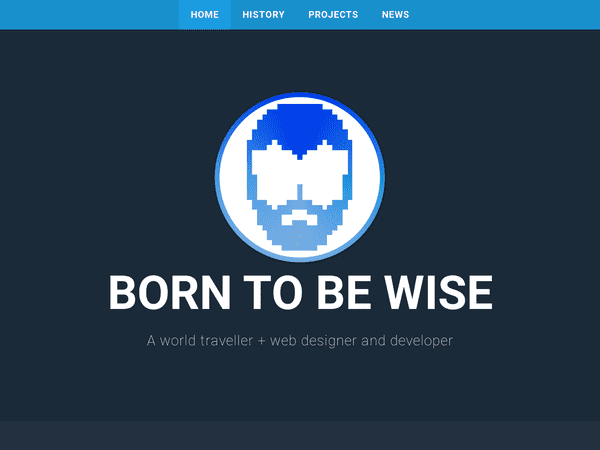 HOME HISTORY PROJECTS NEWS
BORN TO BE WISE
A world traveller + web designer and developer